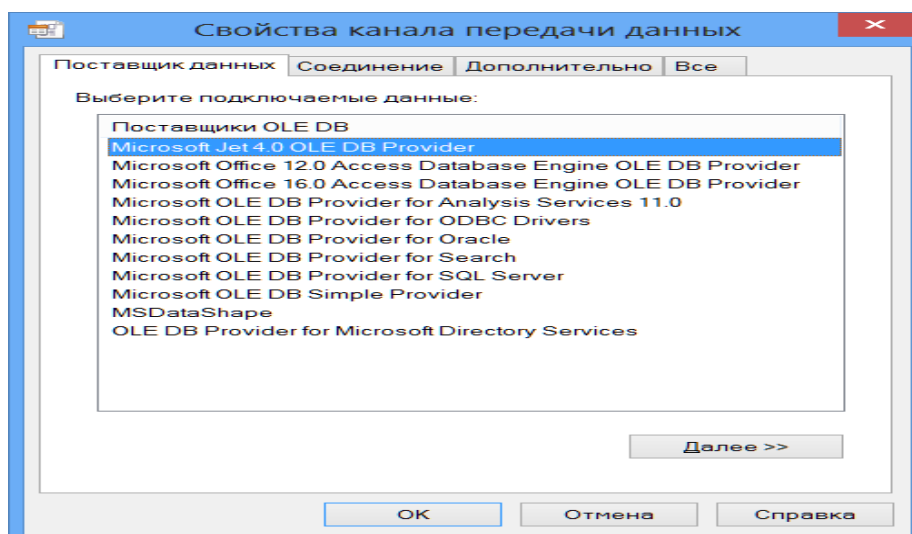 Свойства канала передачи данных
Поставщик данных Соединение Дополнительно Все
Выберите подключаемые данные:
Поставщики OLE DB
Microsoft Jet 4.0 OLE DB Provider
Microsoft Office 12.0 Access Database Engine OLE DB Provider
Microsoft Office 16.0 Access Database Engine OLE DB Provider
Microsoft OLE DB Provider for Analysis Services 11.0
Microsoft OLE DB Provider for ODBC Drivers
Microsoft OLE DB Provider for Oracle
Microsoft OLE DB Provider for Search
Microsoft OLE DB Provider for SQL Server
Microsoft OLE DB Simple Provider
MSDataShape
OLE DB Provider for Microsoft Directory Services
Далее >>
ОК Отмена Справка